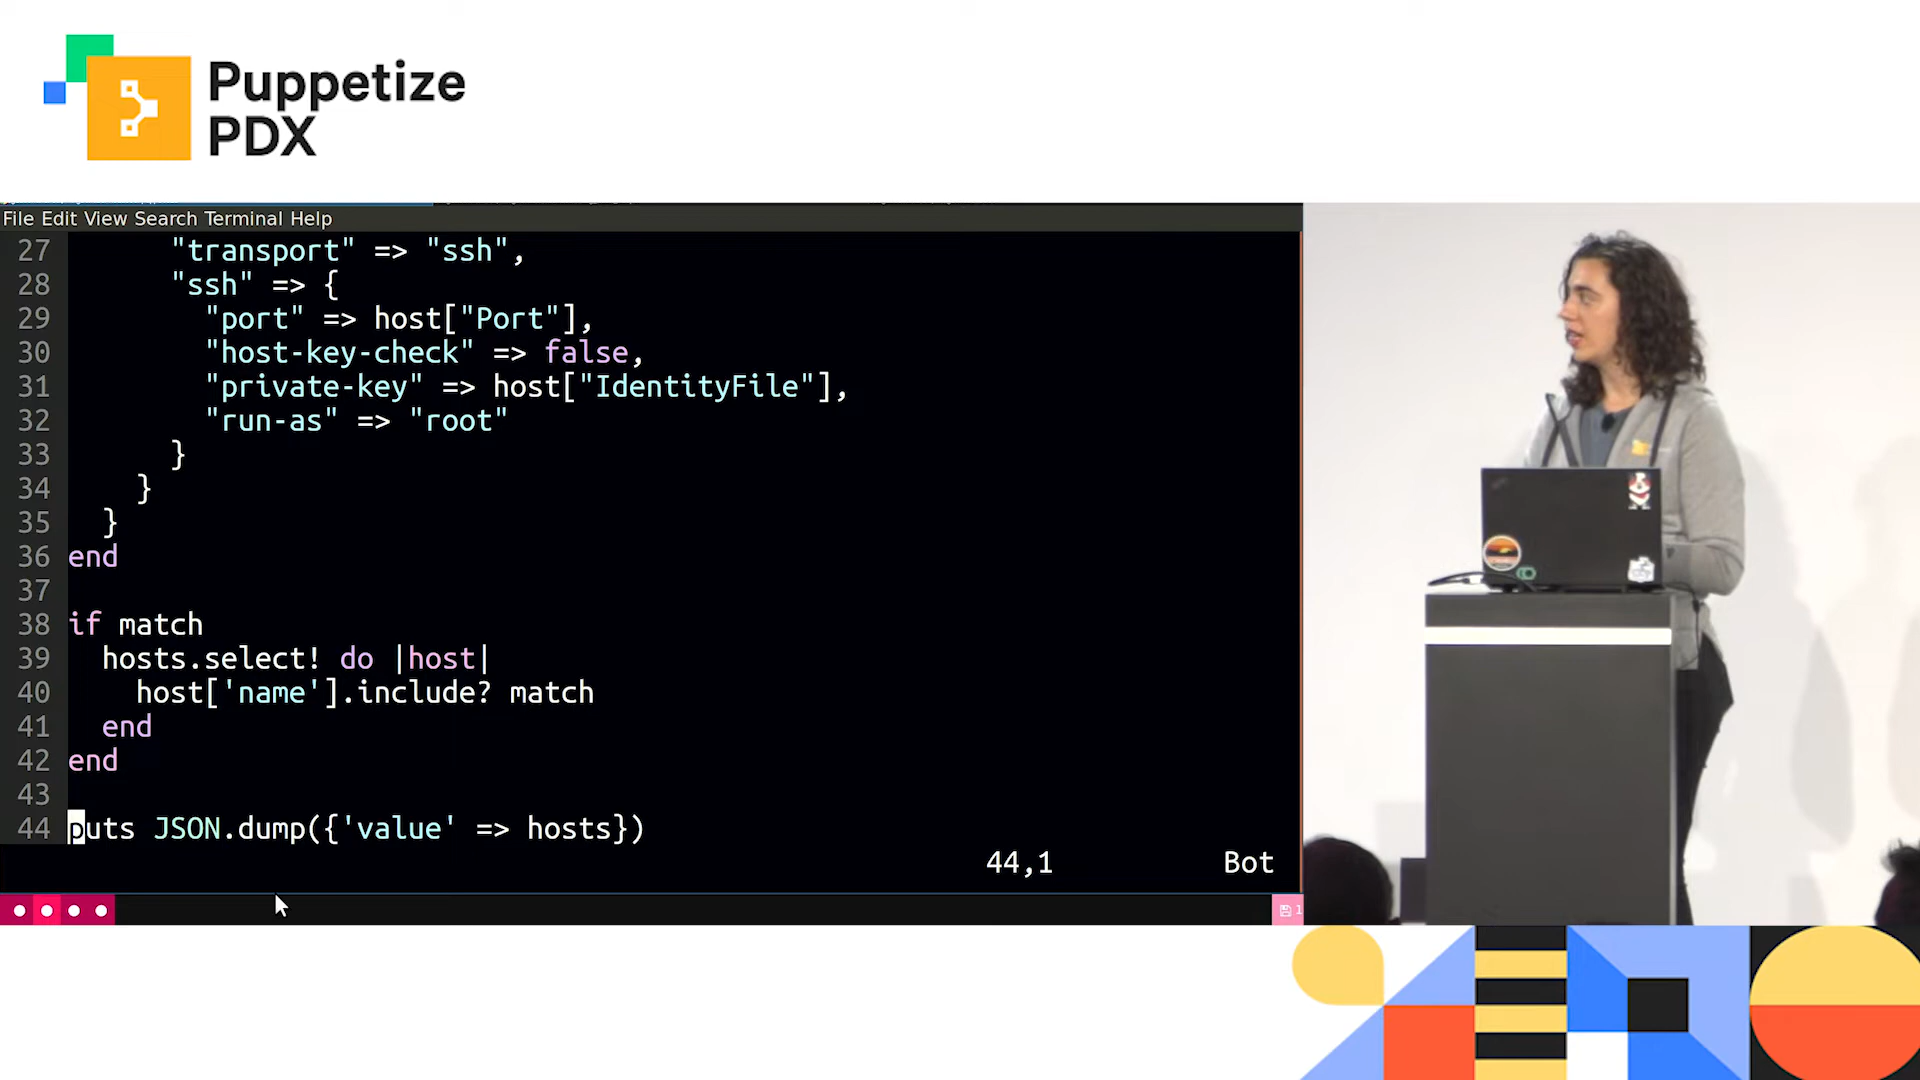 Puppetize
PDX
File Edit View Search Terminal Help
27 "transport" => "ssh",
28 "ssh" => {
29 "port" => host["Port"],
30 "host-key-check" => false,
31 "private-key" => host["IdentityFile"],
32 "run-as" => "root"
33 }
34 }
35 }
36 end
37
38 if match
39 hosts.select! do |host|
40 host['name'].include? match
41 end
42 end
43
44 puts JSON.dump({'value' => hosts})
44,1 Bot
1